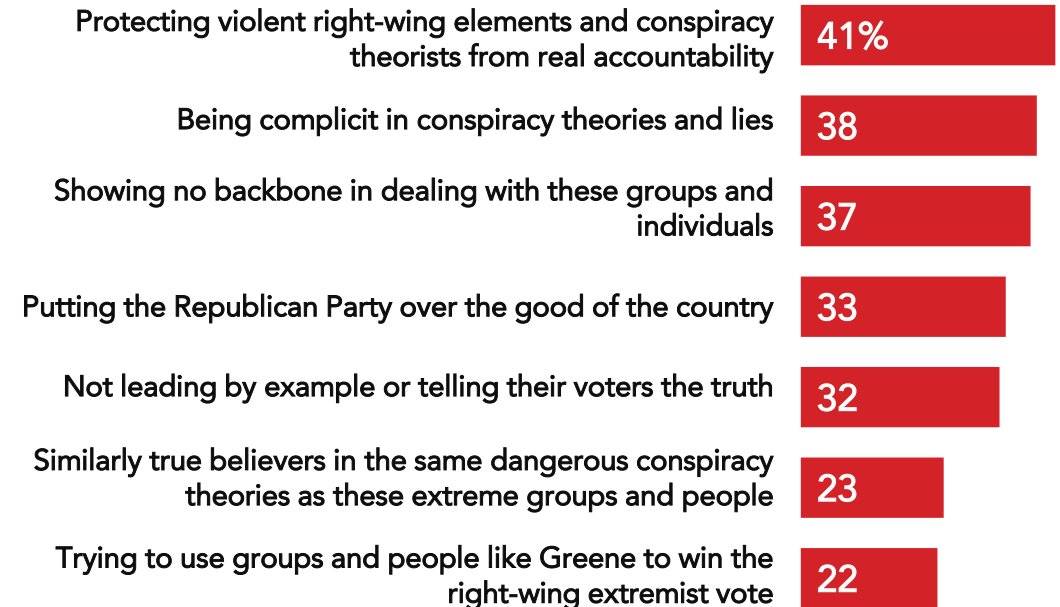 Protecting violent right-wing elements and conspiracy
theorists from real accountability
41%
Being complicit in conspiracy theories and lies
38
Showing no backbone in dealing with these groups and
individuals
37
Putting the Republican Party over the good of the country
33
Not leading by example or telling their voters the truth
32
Similarly true believers in the same dangerous conspiracy
theories as these extreme groups and people
23
Trying to use groups and people like Greene to win the
right-wing extremist vote
22